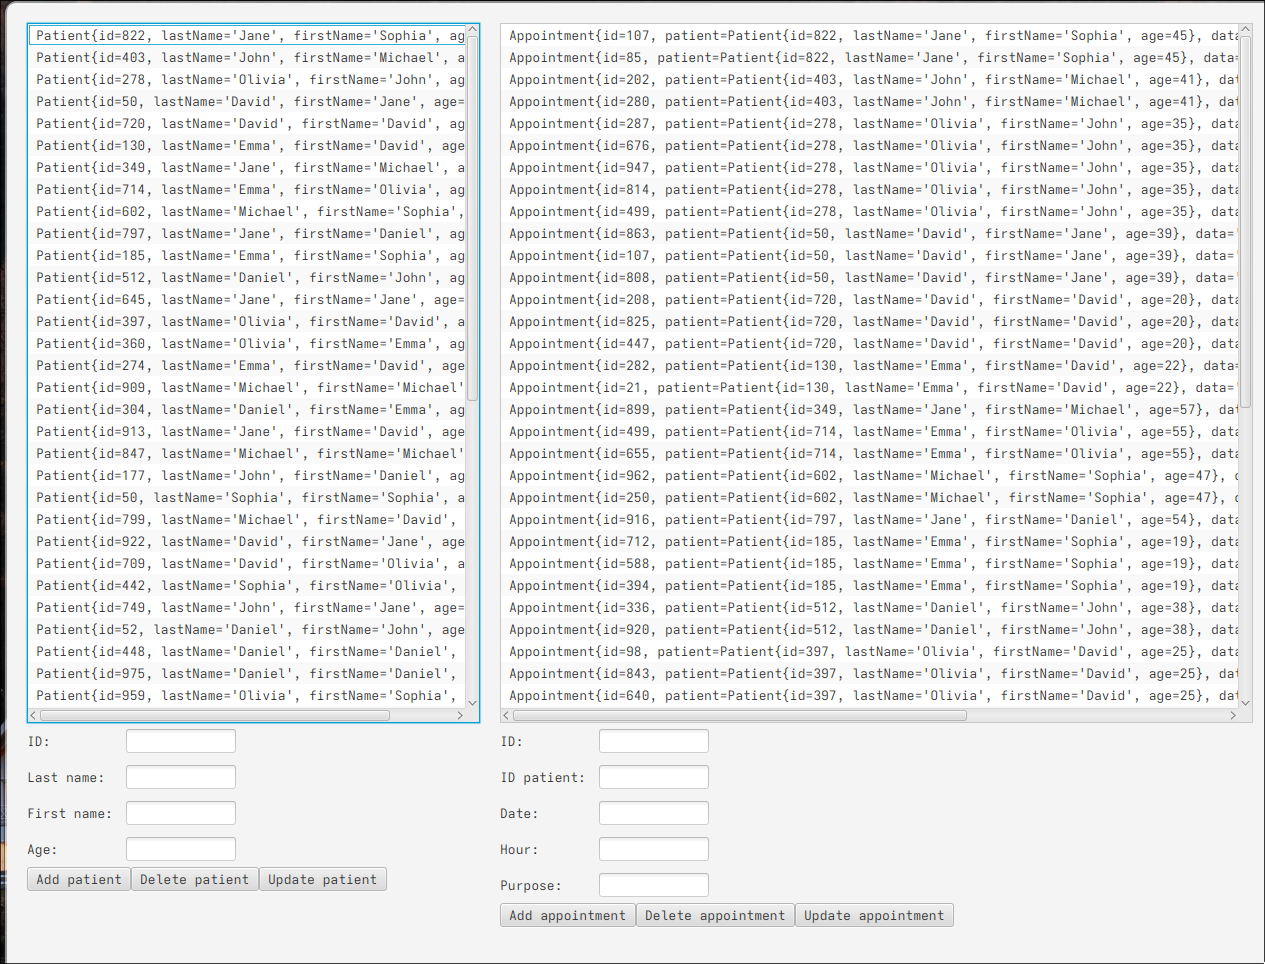 Patient{id=822, lastName='Jane', firstName='Sophia', ag
Patient{id=403, lastName='John', firstName='Michael', a
Patient{id=278, lastName='Olivia', firstName='John', ag
Patient{id=50, lastName='David', firstName='Jane', age=
Patient{id=720, lastName='David', firstName='David', ag
Patient{id=130, lastName='Emma', firstName='David', age
Patient{id=349, lastName='Jane', firstName='Michael', a
Patient{id=714, lastName='Emma', firstName='Olivia', ag
Patient{id=602, lastName='Michael', firstName='Sophia',
Patient{id=797, lastName='Jane', firstName='Daniel', ag
Patient{id=185, lastName='Emma', firstName='Sophia', ag
Patient{id=512, lastName='Daniel', firstName='John', ag
Patient{id=645, lastName='Jane', firstName='Jane', age=
Patient{id=397, lastName='Olivia', firstName='David', a
Patient{id=360, lastName='Olivia', firstName='Emma', ag
Patient{id=274, lastName='Emma', firstName='David', age
Patient{id=909, lastName='Michael', firstName='Michael'
Patient{id=304, lastName='Daniel', firstName='Emma', ag
Patient{id=913, lastName='Jane', firstName='David', age
Patient{id=847, lastName='Michael', firstName='Michael'
Patient{id=177, lastName='John', firstName='Daniel', ag
Patient{id=50, lastName='Sophia', firstName='Sophia', a
Patient{id=799, lastName='Michael', firstName='David',
Patient{id=922, lastName='David', firstName='Jane', age
Patient{id=709, lastName='David', firstName='Olivia', a
Patient{id=442, lastName='Sophia', firstName='Olivia',
Patient{id=749, lastName='John', firstName='Jane', age=
Patient{id=52, lastName='Daniel', firstName='John', age
Patient{id=448, lastName='Daniel', firstName='Daniel',
Patient{id=975, lastName='Daniel', firstName='Daniel',
Patient{id=959, lastName='Olivia', firstName='Sophia',
ID:
Last name:
First name:
Age:
Add patient Delete patient Update patient
Appointment{id=107, patient=Patient{id=822, lastName='Jane', firstName='Sophia', age=45}, data
Appointment{id=85, patient=Patient{id=822, lastName='Jane', firstName='Sophia', age=45}, data=
Appointment{id=202, patient=Patient{id=403, lastName='John', firstName='Michael', age=41}, dat
Appointment{id=280, patient=Patient{id=403, lastName='John', firstName='Michael', age=41}, dat
Appointment{id=287, patient=Patient{id=278, lastName='Olivia', firstName='John', age=35}, data
Appointment{id=676, patient=Patient{id=278, lastName='Olivia', firstName='John', age=35}, data
Appointment{id=947, patient=Patient{id=278, lastName='Olivia', firstName='John', age=35}, data
Appointment{id=814, patient=Patient{id=278, lastName='Olivia', firstName='John', age=35}, data
Appointment{id=499, patient=Patient{id=278, lastName='Olivia', firstName='John', age=35}, data
Appointment{id=863, patient=Patient{id=50, lastName='David', firstName='Jane', age=39}, data='
Appointment{id=107, patient=Patient{id=50, lastName='David', firstName='Jane', age=39}, data='
Appointment{id=808, patient=Patient{id=50, lastName='David', firstName='Jane', age=39}, data='
Appointment{id=208, patient=Patient{id=720, lastName='David', firstName='David', age=20}, data
Appointment{id=825, patient=Patient{id=720, lastName='David', firstName='David', age=20}, data
Appointment{id=447, patient=Patient{id=720, lastName='David', firstName='David', age=20}, data
Appointment{id=282, patient=Patient{id=130, lastName='Emma', firstName='David', age=22}, data=
Appointment{id=21, patient=Patient{id=130, lastName='Emma', firstName='David', age=22}, data='
Appointment{id=899, patient=Patient{id=349, lastName='Jane', firstName='Michael', age=57}, dat
Appointment{id=499, patient=Patient{id=714, lastName='Emma', firstName='Olivia', age=55}, data
Appointment{id=655, patient=Patient{id=714, lastName='Emma', firstName='Olivia', age=55}, data
Appointment{id=962, patient=Patient{id=602, lastName='Michael', firstName='Sophia', age=47}, d
Appointment{id=250, patient=Patient{id=602, lastName='Michael', firstName='Sophia', age=47}, d
Appointment{id=916, patient=Patient{id=797, lastName='Jane', firstName='Daniel', age=54}, data
Appointment{id=712, patient=Patient{id=185, lastName='Emma', firstName='Sophia', age=19}, data
Appointment{id=588, patient=Patient{id=185, lastName='Emma', firstName='Sophia', age=19}, data
Appointment{id=394, patient=Patient{id=185, lastName='Emma', firstName='Sophia', age=19}, data
Appointment{id=336, patient=Patient{id=512, lastName='Daniel', firstName='John', age=38}, data
Appointment{id=920, patient=Patient{id=512, lastName='Daniel', firstName='John', age=38}, data
Appointment{id=98, patient=Patient{id=397, lastName='Olivia', firstName='David', age=25}, data
Appointment{id=843, patient=Patient{id=397, lastName='Olivia', firstName='David', age=25}, dat
Appointment{id=640, patient=Patient{id=397, lastName='Olivia', firstName='David', age=25}, dat
ID:
ID patient:
Date:
Hour:
Purpose:
Add appointment Delete appointment Update appointment